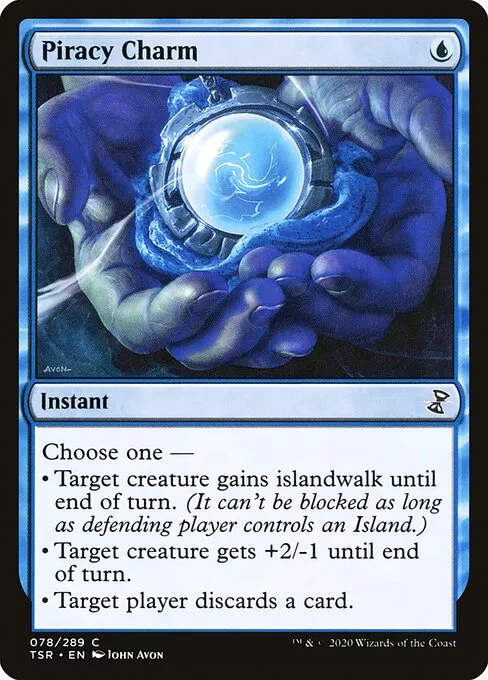 Piracy Charm
AVON-
Instant
Choose one —
• Target creature gains islandwalk until
end of turn. (It can't be blocked as long
as defending player controls an Island.)
• Target creature gets +2/-1 until end
of turn.
• Target player discards a card.
078/289 C
TSR • EN John Avon
™ & © 2020 Wizards of the Coast